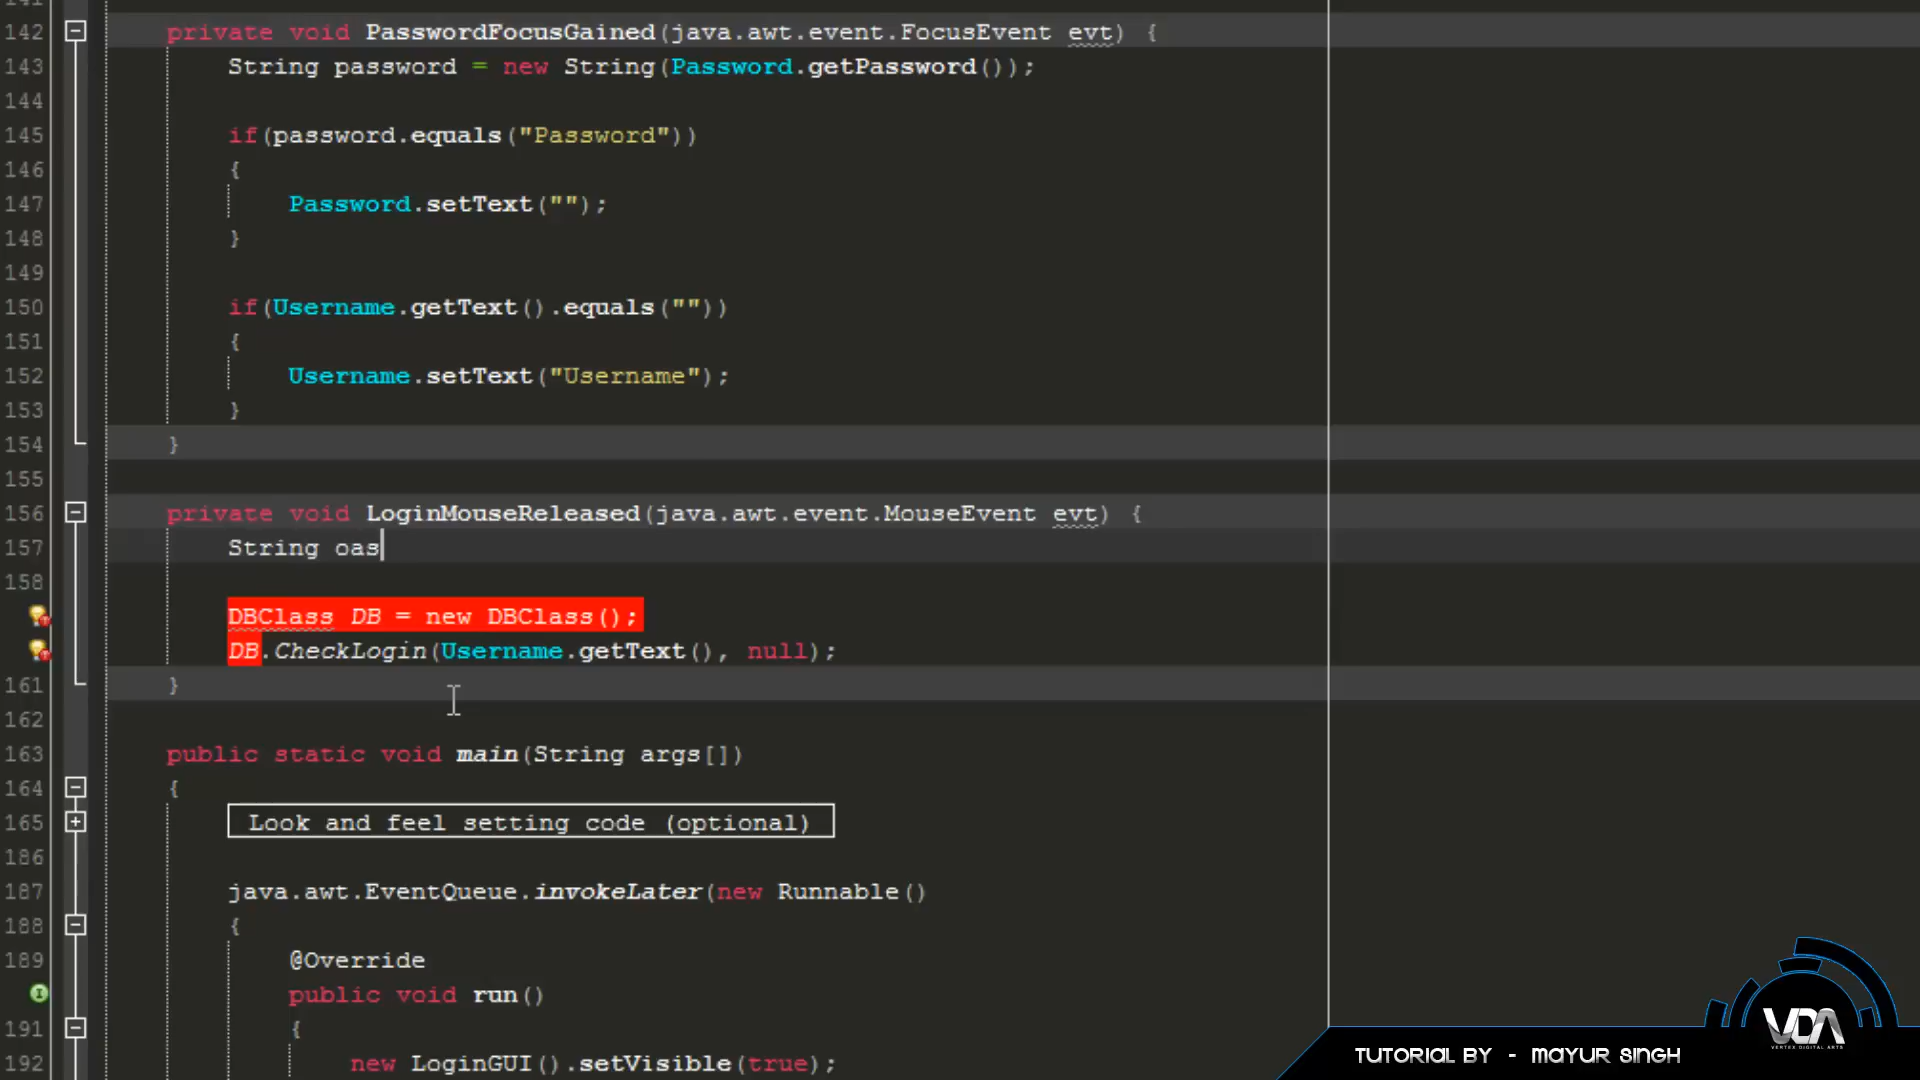 142 private void PasswordFocusGained(java.awt.event.FocusEvent evt) {
143 String password = new String(Password.getPassword());
144
145 if(password.equals("Password"))
146 {
147 Password.setText("");
148 }
149
150 if(Username.getText().equals(""))
151 {
152 Username.setText("Username");
153 }
154 }
155
156 private void LoginMouseReleased(java.awt.event.MouseEvent evt) {
157 String oas
158
DBClass DB = new DBClass();
DB.CheckLogin(Username.getText(), null);
161 }
162
163 public static void main(String args[])
164 {
165 Look and feel setting code (optional)
186
187 java.awt.EventQueue.invokeLater(new Runnable()
188 {
189 @Override
public void run()
191 {
192 new LoginGUI().setVisible(true);
VDA
VERTEX DIGITAL ARTS
TUTORIAL BY - MAYUR SINGH